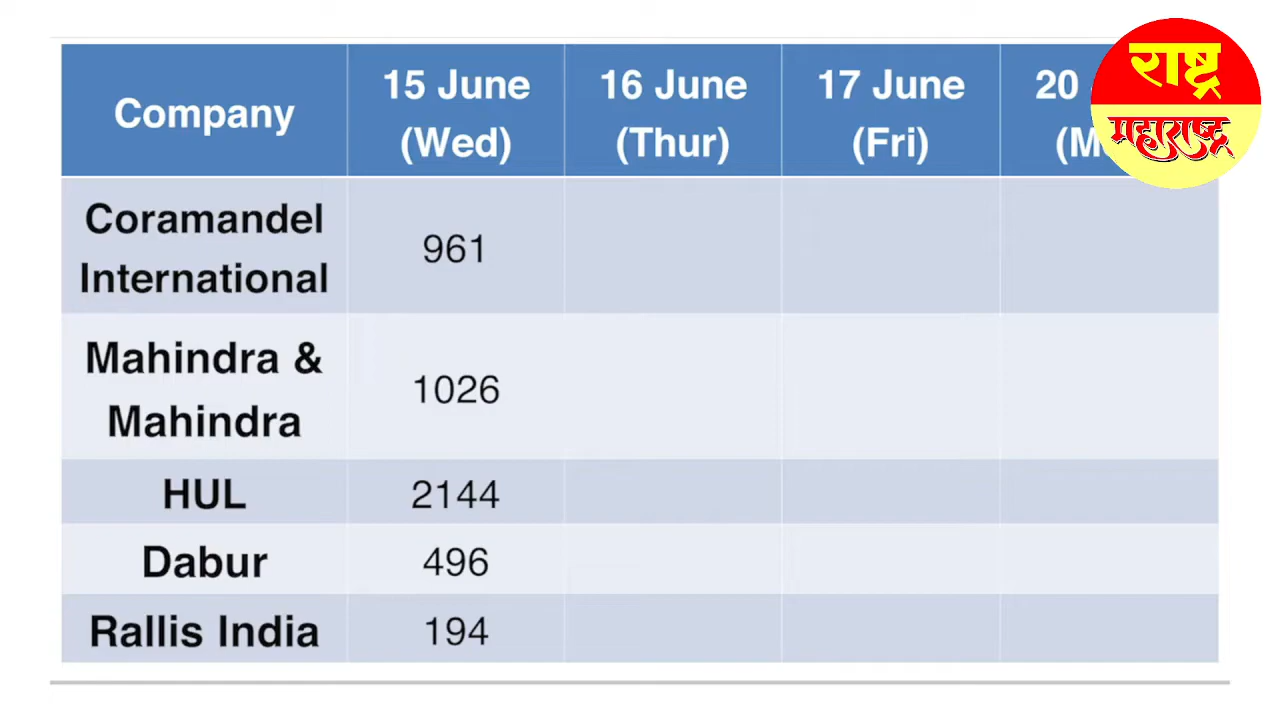 Company
15 June
(Wed)
16 June
(Thur)
17 June
(Fri)
20
राष्ट्र
महाराष्ट्र
Coramandel
International
961
Mahindra &
Mahindra
1026
HUL
2144
Dabur
496
Rallis India
194